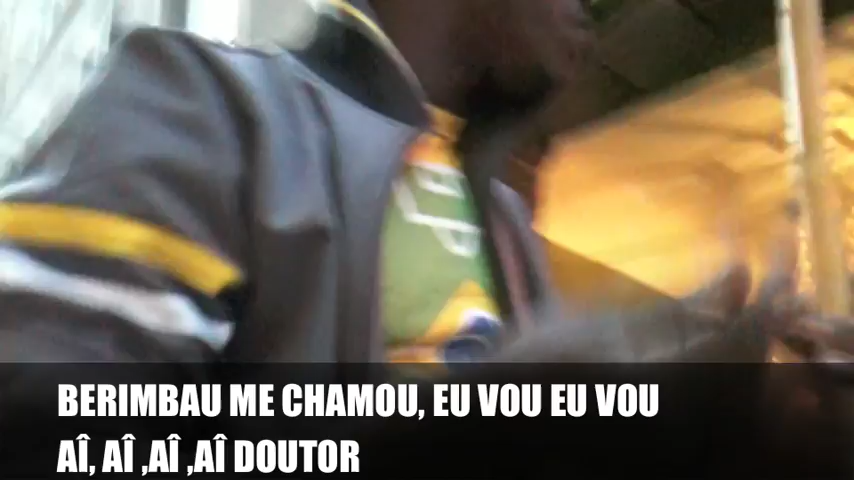 BERIMBAU ME CHAMOU, EU VOU EU VOU
AÎ, AÎ ,AÎ ,AÎ DOUTOR